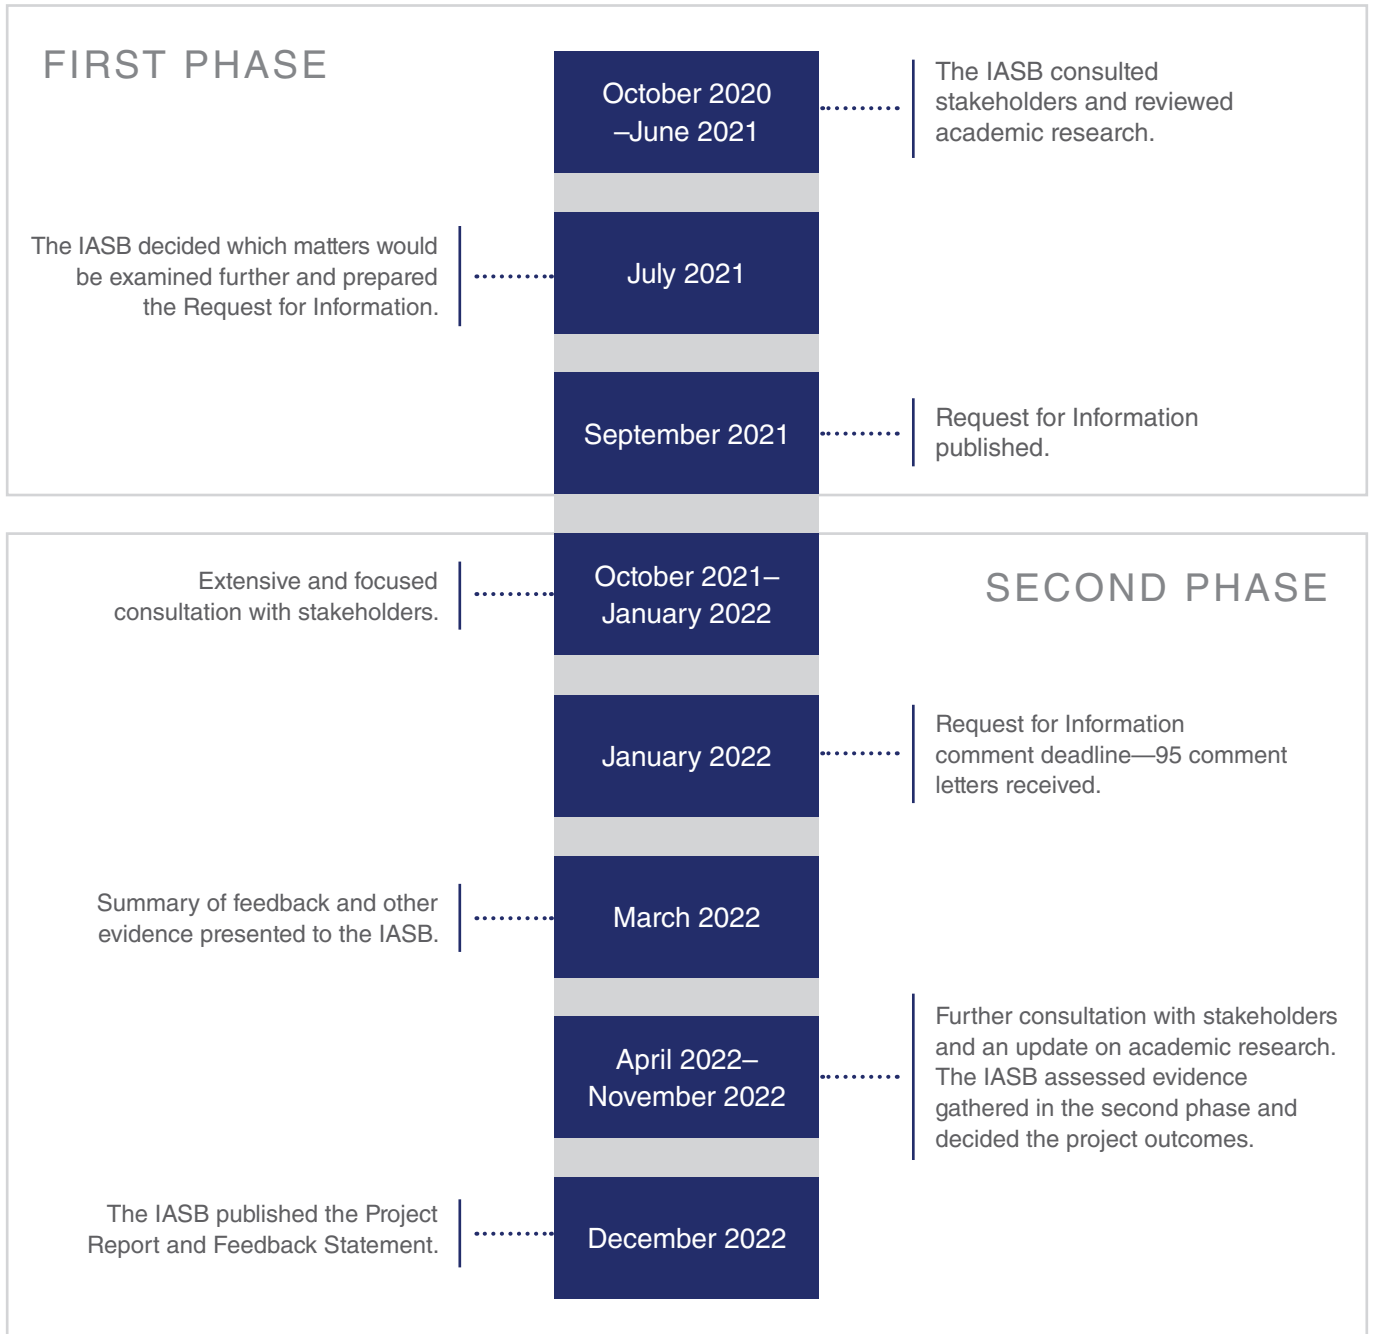 FIRST PHASE
October 2020
–June 2021
The IASB consulted
stakeholders and reviewed
academic research.
The IASB decided which matters would
be examined further and prepared
the Request for Information.
July 2021
September 2021
Request for Information
published.
Extensive and focused
consultation with stakeholders.
October 2021–
January 2022
SECOND PHASE
January 2022
Request for Information
comment deadline—95 comment
letters received.
Summary of feedback and other
evidence presented to the IASB.
March 2022
April 2022–
November 2022
Further consultation with stakeholders
and an update on academic research.
The IASB assessed evidence
gathered in the second phase and
decided the project outcomes.
The IASB published the Project
Report and Feedback Statement.
December 2022